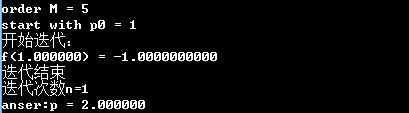 order M = 5
start with p0 = 1
开始迭代：
f(1.000000) = -1.0000000000
迭代结束
迭代次数n=1
anser:p = 2.000000